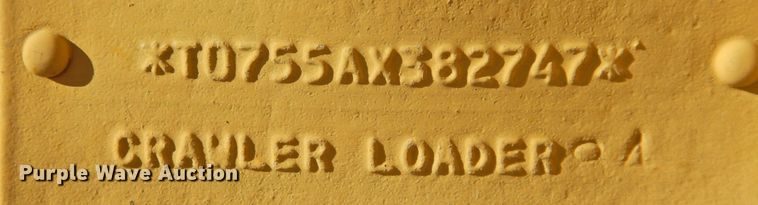 *T0755AX382747*
CRAWLER LOADER
Purple Wave Auction